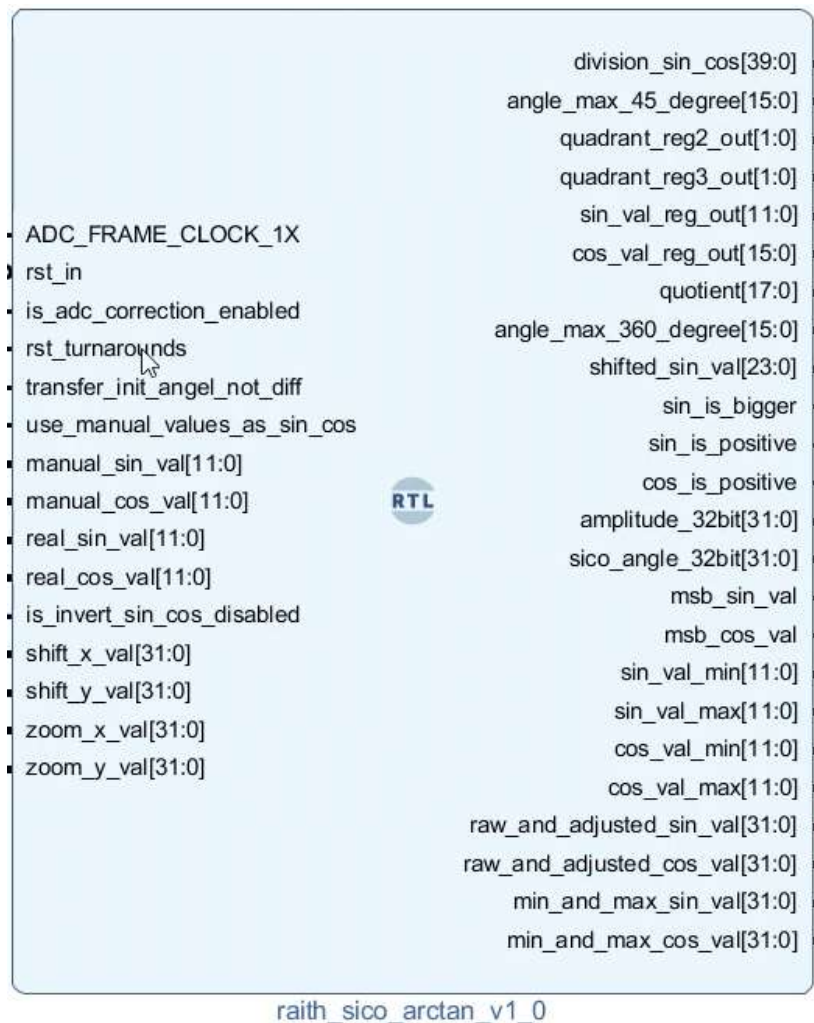 division_sin_cos[39:0]
angle_max_45_degree[15:0]
quadrant_reg2_out[1:0]
quadrant_reg3_out[1:0]
sin_val_reg_out[11:0]
cos_val_reg_out[15:0]
quotient[17:0]
angle_max_360_degree[15:0]
shifted_sin_val[23:0]
sin_is_bigger
sin_is_positive
cos_is_positive
amplitude_32bit[31:0]
sico_angle_32bit[31:0]
msb_sin_val
msb_cos_val
sin_val_min[11:0]
sin_val_max[11:0]
cos_val_min[11:0]
cos_val_max[11:0]
raw_and_adjusted_sin_val[31:0]
raw_and_adjusted_cos_val[31:0]
min_and_max_sin_val[31:0]
min_and_max_cos_val[31:0]
ADC_FRAME_CLOCK_1X
rst_in
is_adc_correction_enabled
rst_turnarounds
transfer_init_angel_not_diff
use_manual_values_as_sin_cos
manual_sin_val[11:0]
manual_cos_val[11:0]
real_sin_val[11:0]
real_cos_val[11:0]
is_invert_sin_cos_disabled
shift_x_val[31:0]
shift_y_val[31:0]
zoom_x_val[31:0]
zoom_y_val[31:0]
RTL
raith_sico_arctan_v1_0